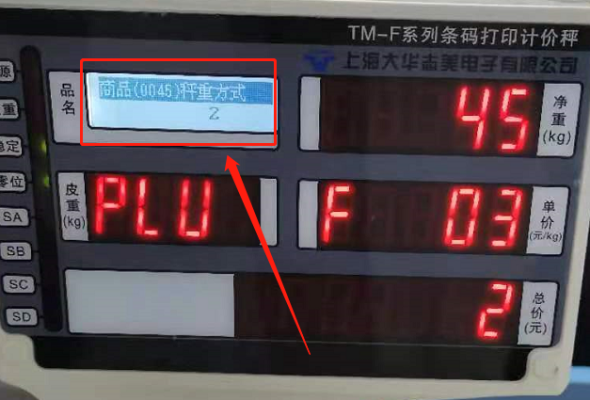 TM-F系列条码打印计价秤
上海大华志美电子有限公司
源
重
稳定
零位
SA
SB
SC
SD
品名
商品(0045)秤重方式
2
45
净重
(kg)
皮重
(kg)
PLU
F 03
单价
(元/kg)
2
总价
(元)